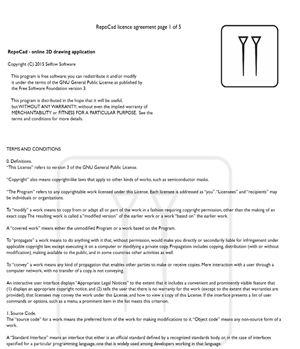 RepoCad licence agreement page 1 of 5
RepoCad - online 2D drawing application
Copyright (C) 2015 Selfiw Software
This program is free software; you can redistribute it and/or modify
it under the terms of the GNU General Public License as published by
the Free Software Foundation version 3.
This program is distributed in the hope that it will be useful,
but WITHOUT ANY WARRANTY; without even the implied warranty of
MERCHANTABILITY or FITNESS FOR A PARTICULAR PURPOSE. See the
terms and conditions for more details.
TERMS AND CONDITIONS
0. Definitions.
"This License" refers to version 3 of the GNU General Public License.
"Copyright" also means copyright-like laws that apply to other kinds of works, such as semiconductor masks.
"The Program" refers to any copyrightable work licensed under this License. Each licensee is addressed as "you". "Licensees" and "recipients" may
be individuals or organizations.
To "modify" a work means to copy from or adapt all or part of the work in a fashion requiring copyright permission, other than the making of an
exact copy. The resulting work is called a "modified version" of the earlier work or a work "based on" the earlier work.
A "covered work" means either the unmodified Program or a work based on the Program.
To "propagate" a work means to do anything with it that, without permission, would make you directly or secondarily liable for infringement under
applicable copyright law, except executing it on a computer or modifying a private copy. Propagation includes copying, distribution (with or without
modification), making available to the public, and in some countries other activities as well.
To "convey" a work means any kind of propagation that enables other parties to make or receive copies. Mere interaction with a user through a
computer network, with no transfer of a copy, is not conveying.
An interactive user interface displays "Appropriate Legal Notices" to the extent that it includes a convenient and prominently visible feature that
(1) displays an appropriate copyright notice, and (2) tells the user that there is no warranty for the work (except to the extent that warranties are
provided), that licensees may convey the work under this License, and how to view a copy of this License. If the interface presents a list of user
commands or options, such as a menu, a prominent item in the list meets this criterion.
1. Source Code.
The "source code" for a work means the preferred form of the work for making modifications to it. "Object code" means any non-source form of a
work.
A "Standard Interface" means an interface that either is an official standard defined by a recognized standards body, or, in the case of interfaces
specified for a particular programming language, one that is widely used among developers working in that language.